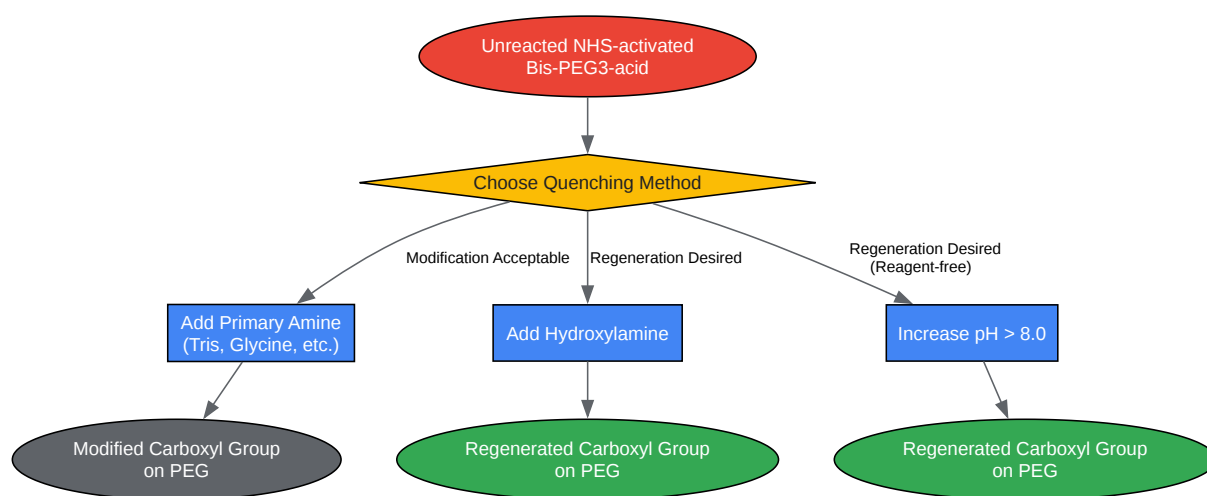 Unreacted NHS-activated
Bis-PEG3-acid
Choose Quenching Method
Modification Acceptable
Regeneration Desired
Regeneration Desired
(Reagent-free)
Add Primary Amine
(Tris, Glycine, etc.)
Add Hydroxylamine
Increase pH > 8.0
Modified Carboxyl Group
on PEG
Regenerated Carboxyl Group
on PEG
Regenerated Carboxyl Group
on PEG